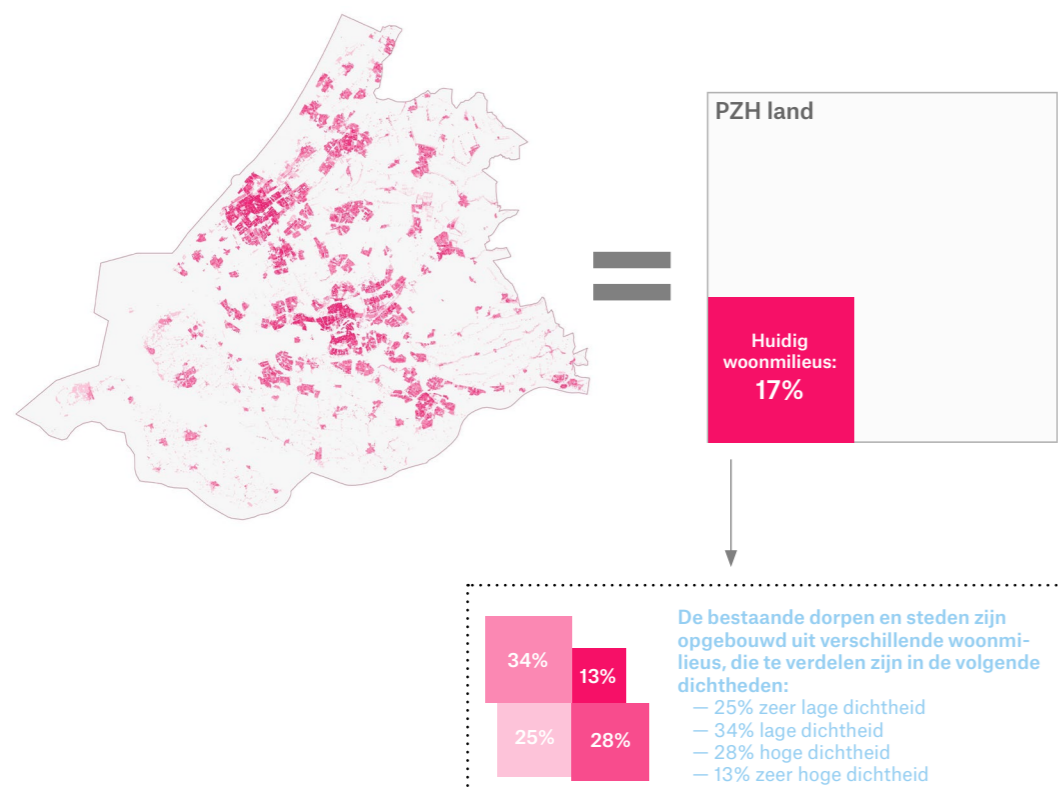 PZH land
Huidig
woonmilieus:
17%
34%
13%
25%
28%
De bestaande dorpen en steden zijn
opgebouwd uit verschillende woonmi-
lieus, die te verdelen zijn in de volgende
dichtheden:
— 25% zeer lage dichtheid
— 34% lage dichtheid
— 28% hoge dichtheid
— 13% zeer hoge dichtheid